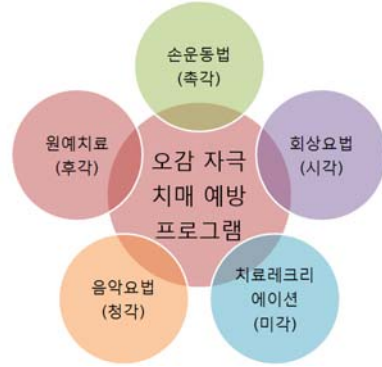 손운동법
(촉각)
원예치료
(후각)
회상요법
(시각)
오감 자극
치매 예방
프로그램
음악요법
(청각)
치료레크리
에이션
(미각)